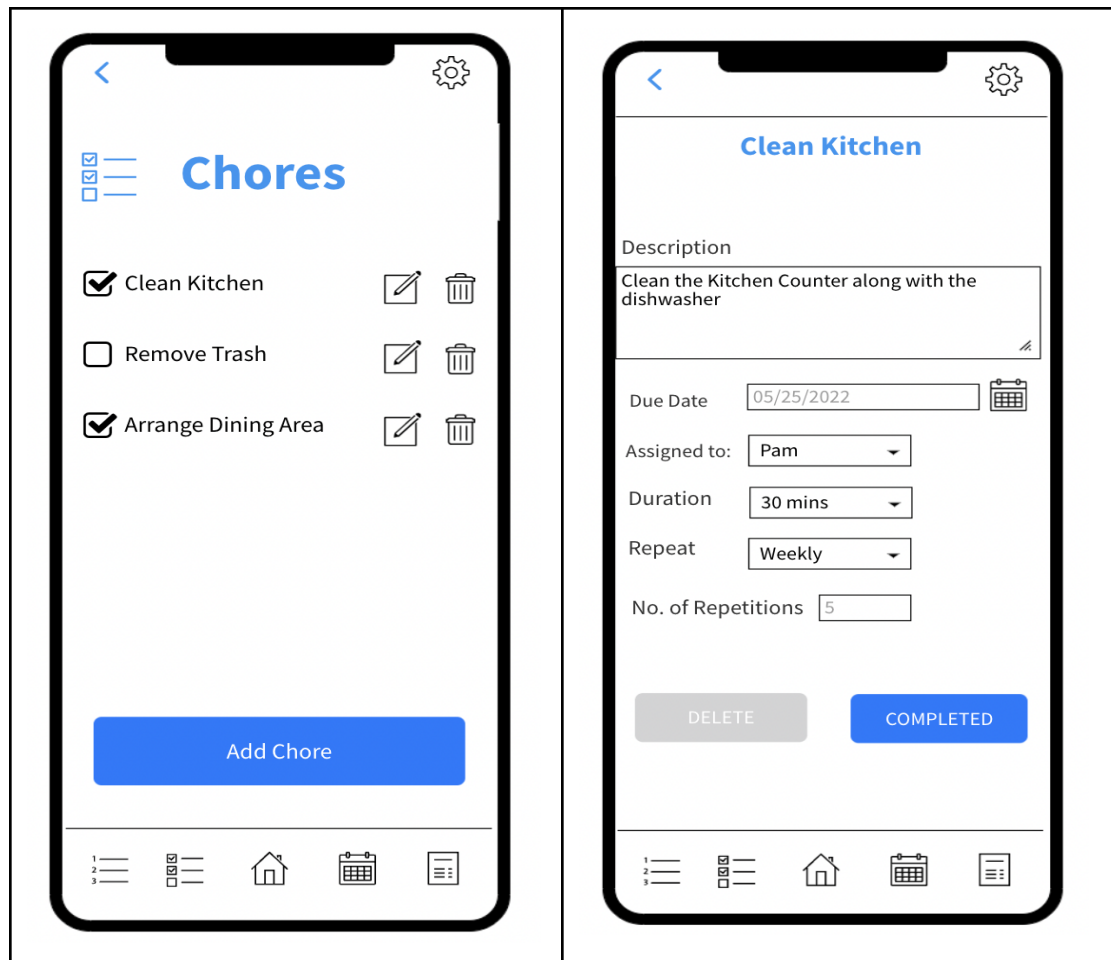 Chores
Clean Kitchen
Remove Trash
Arrange Dining Area
Add Chore
1
2
3
Clean Kitchen
Description
Clean the Kitchen Counter along with the
dishwasher
Due Date 05/25/2022
Assigned to: Pam
Duration 30 mins
Repeat Weekly
No. of Repetitions 5
DELETE COMPLETED
1
2
3